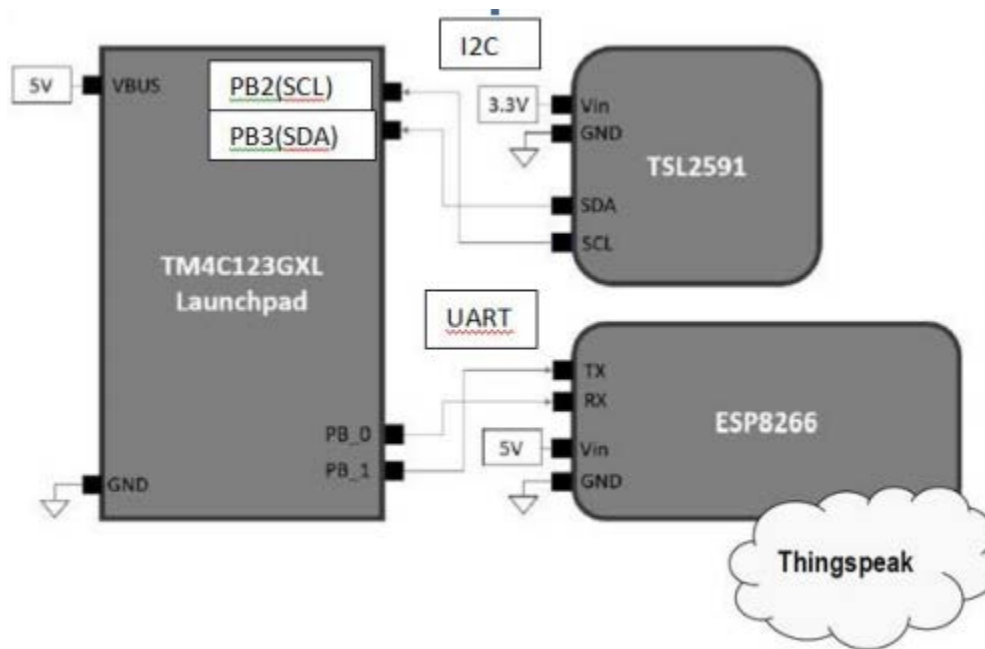 I2C
5V
VBUS
PB2(SCL)
PB3(SDA)
3.3V
Vin
GND
TSL2591
SDA
SCL
TM4C123GXL
Launchpad
UART
TX
RX
ESP8266
PB_0
PB_1
5V
Vin
GND
GND
Thingspeak